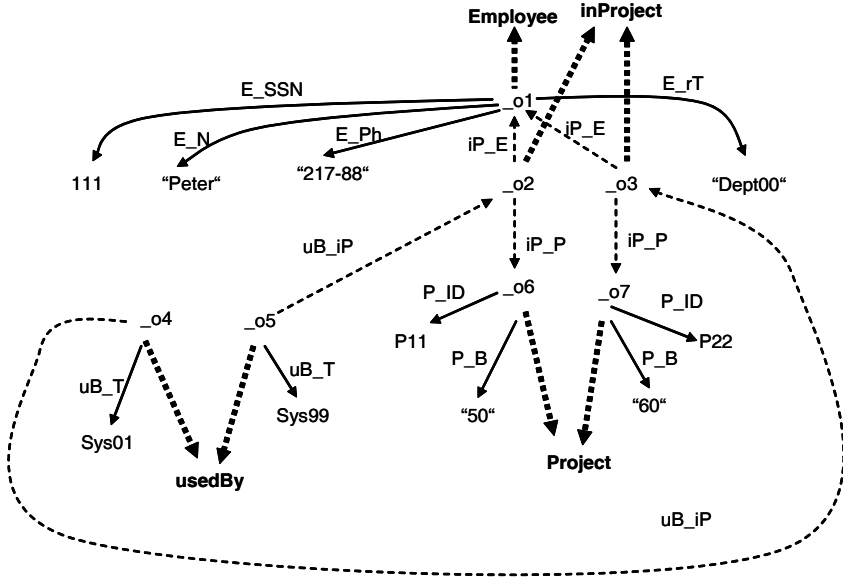 Employee inProject
E_SSN _o1 E_rT
E_N E_Ph iP_E iP_E
111 “Peter“ “217-88“ _o2 _o3 “Dept00“
uB_iP iP_P iP_P
_o4 _o5 P_ID _o6 _o7 P_ID
P11 P22
uB_T uB_T P_B P_B
Sys01 Sys99 “50“ “60“
usedBy Project
uB_iP